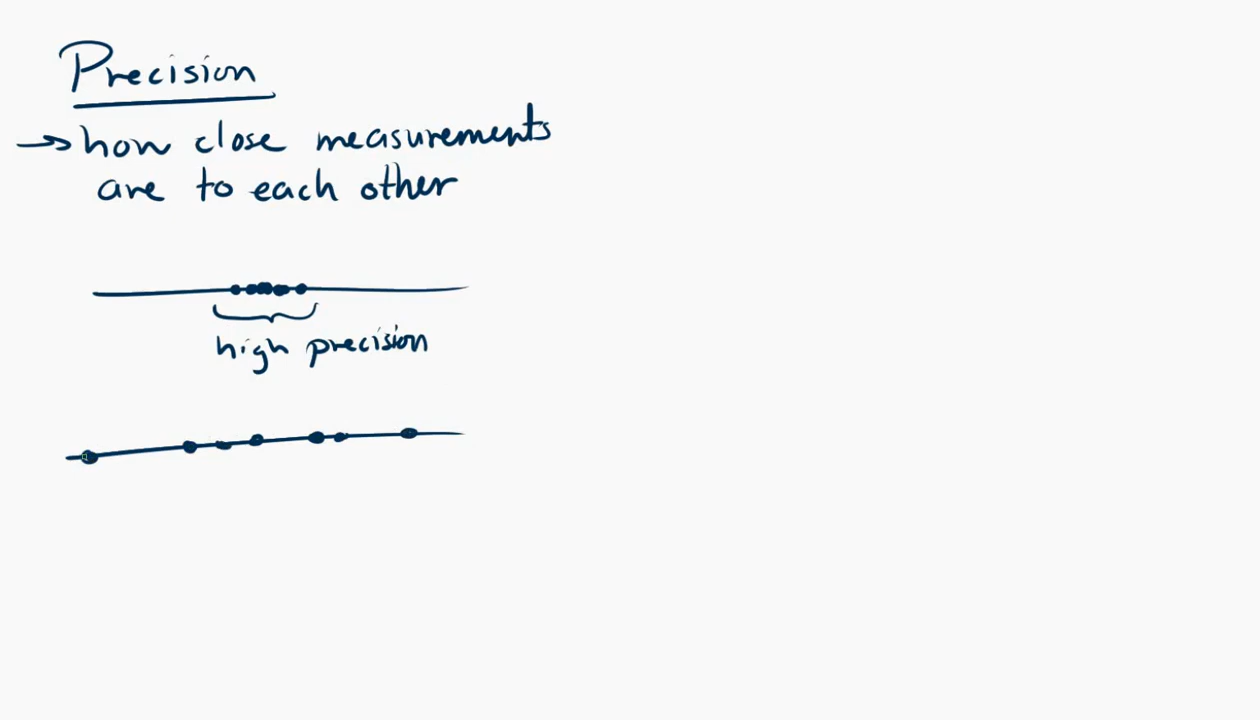 Precision
→ how close measurements
are to each other
high precision